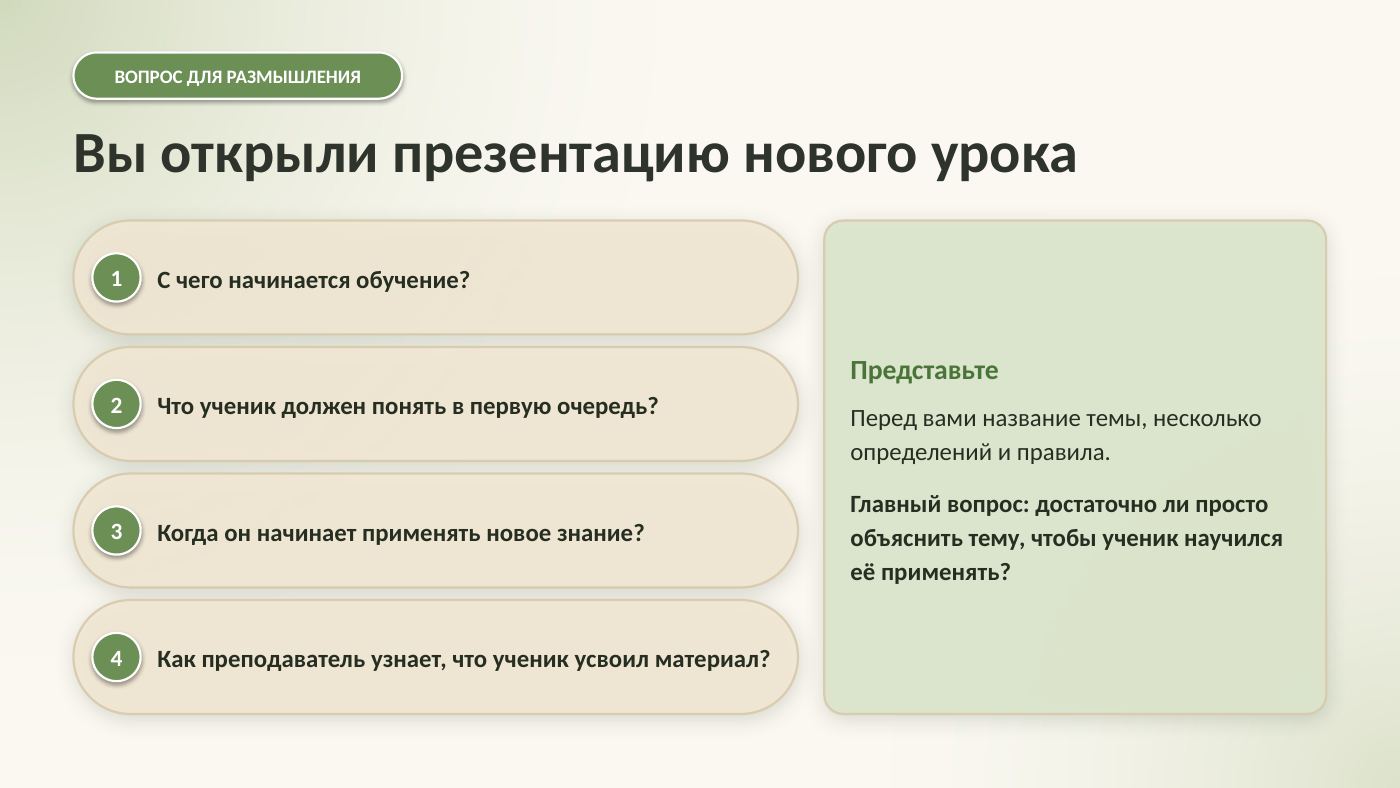 ВОПРОС ДЛЯ РАЗМЫШЛЕНИЯ
Вы открыли презентацию нового урока
1 С чего начинается обучение?
2 Что ученик должен понять в первую очередь?
3 Когда он начинает применять новое знание?
4 Как преподаватель узнает, что ученик усвоил материал?
Представьте
Перед вами название темы, несколько
определений и правила.
Главный вопрос: достаточно ли просто
объяснить тему, чтобы ученик научился
её применять?